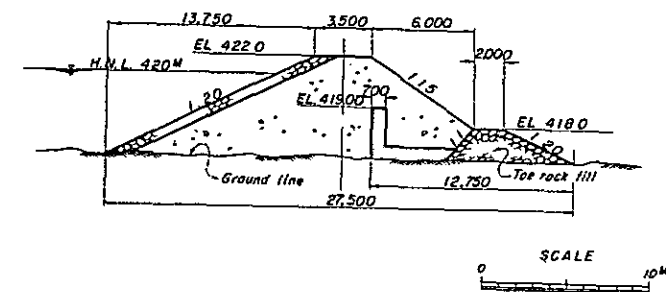 13,750 3,500 6,000
EL 422.0
2,000
H.N.L. 420ᴹ
1:2.0
1:1.5
700
EL 419.00
EL 418.0
1:2.0
Ground line
Toe rock fill
12,750
27,500
SCALE
0 10ᴹ